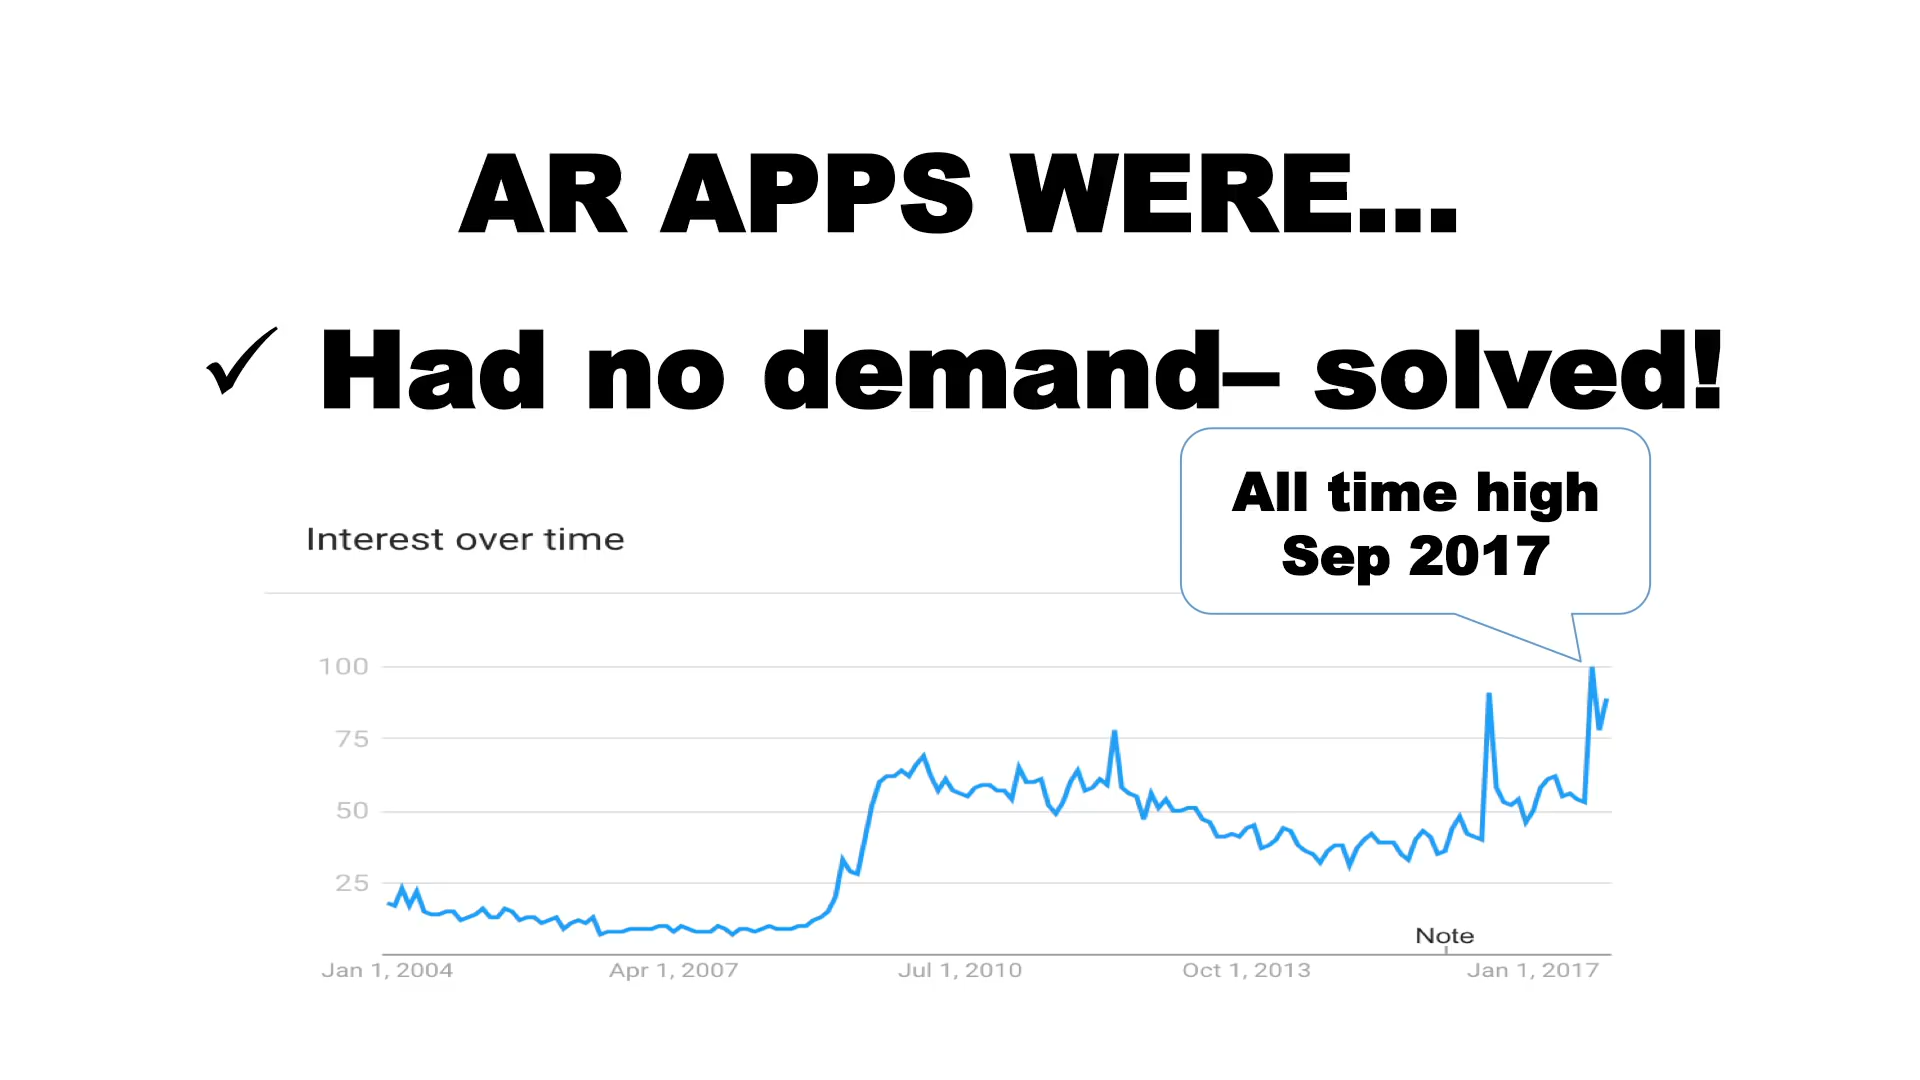 AR APPS WERE...
✓ Had no demand– solved!
All time high
Sep 2017
Interest over time
100
75
50
25
Note
Jan 1, 2004 Apr 1, 2007 Jul 1, 2010 Oct 1, 2013 Jan 1, 2017